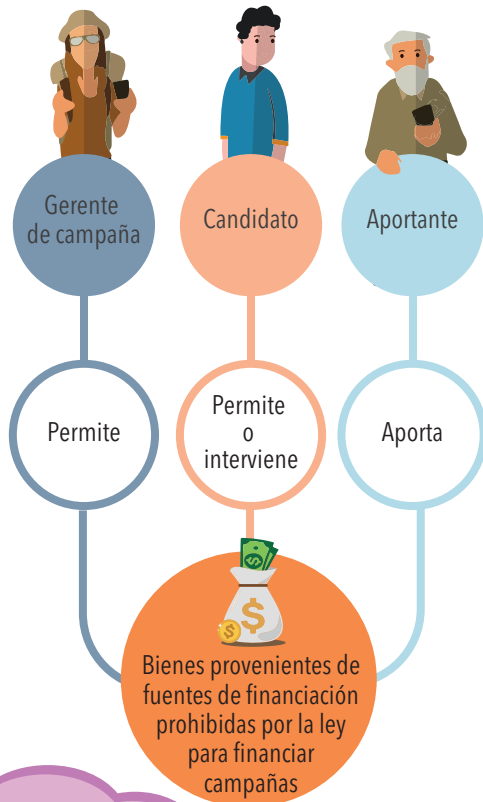 Gerente
de campaña
Candidato
Aportante
Permite
Permite
o
interviene
Aporta
$
$
$
Bienes provenientes de
fuentes de financiación
prohibidas por la ley
para financiar
campañas